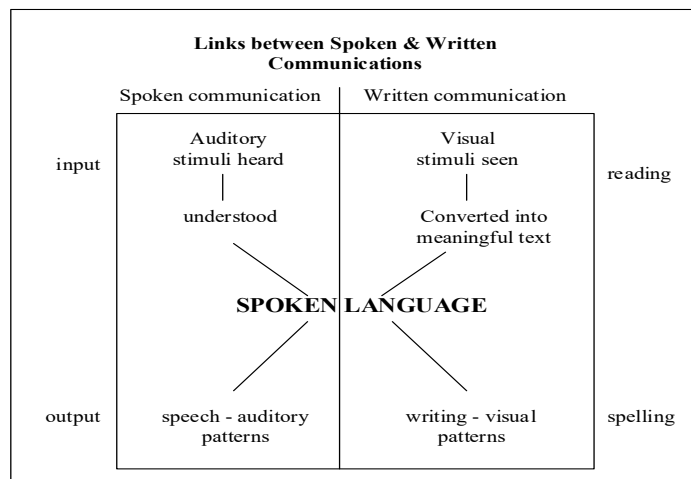 Links between Spoken & Written
Communications
Spoken communication
Written communication
input
Auditory
stimuli heard
Visual
stimuli seen
reading
understood
Converted into
meaningful text
SPOKEN LANGUAGE
output
speech - auditory
patterns
writing - visual
patterns
spelling